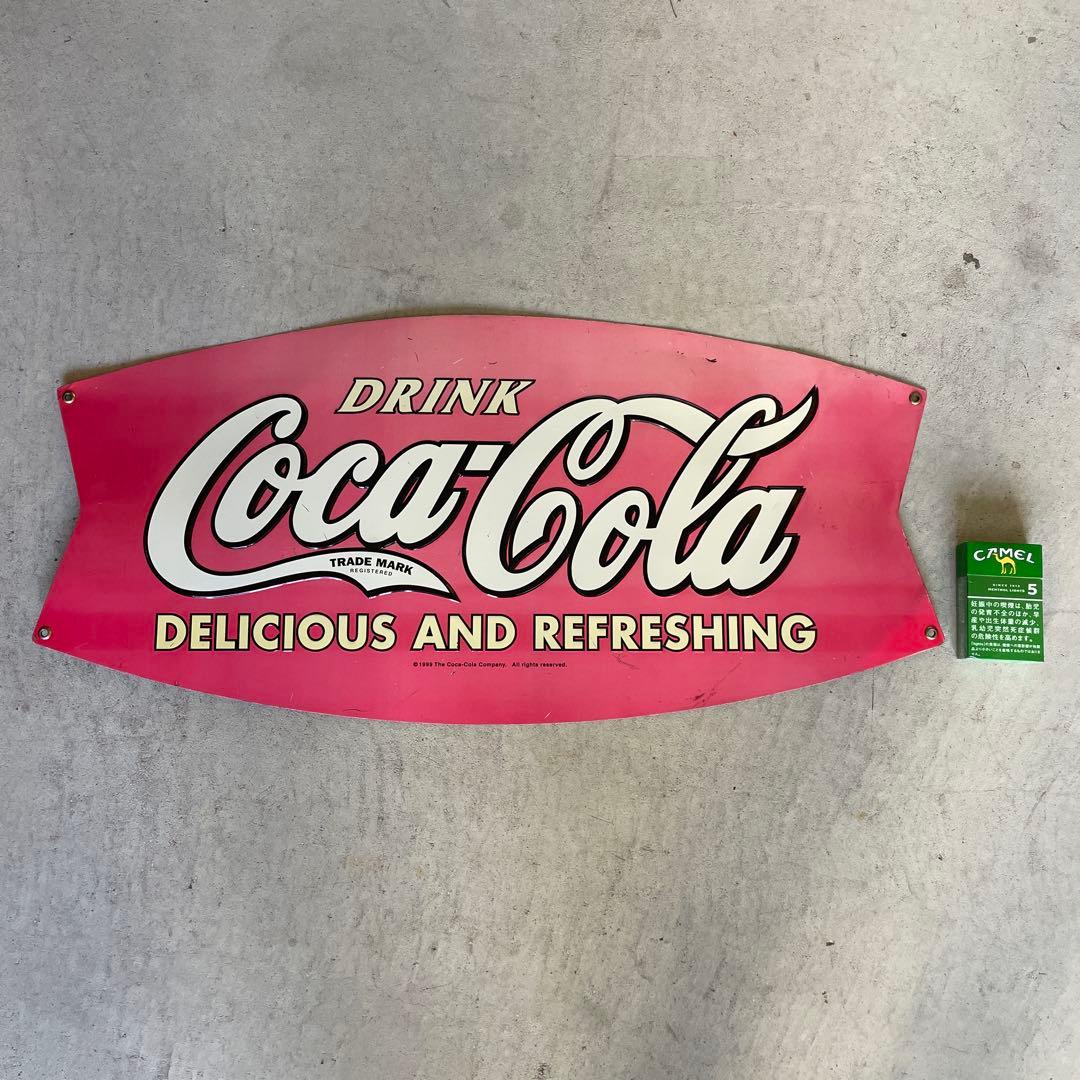 DRINK
Coca-Cola
TRADE MARK
REGISTERED
DELICIOUS AND REFRESHING
©1999 The Coca-Cola Company. All rights reserved.
CAMEL
SINCE 1913
MENTHOL LIGHTS 5
妊娠中の喫煙は、胎児
の発育不全のほか、早
産や出生体重の減少、
乳幼児突然死症候群
の危険性を高めます。